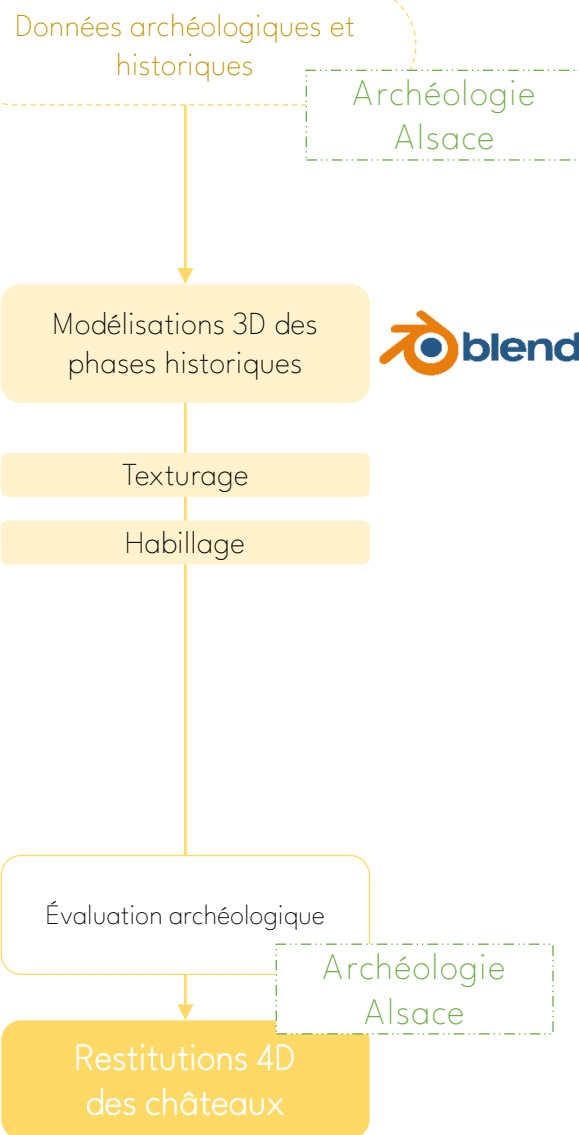 Données archéologiques et
historiques
Archéologie
Alsace
Modélisations 3D des
phases historiques
blend
Texturage
Habillage
Évaluation archéologique
Archéologie
Alsace
Restitutions 4D
des châteaux